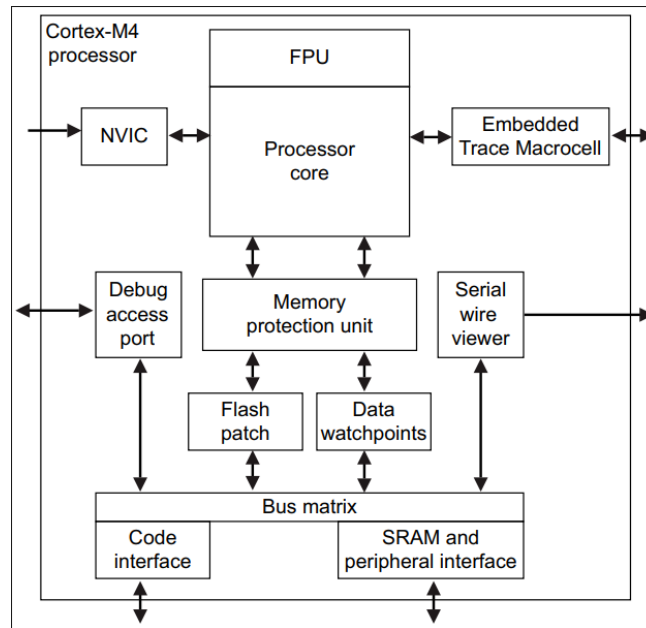 Cortex-M4
processor
FPU
NVIC
Processor
core
Embedded
Trace Macrocell
Debug
access
port
Memory
protection unit
Serial
wire
viewer
Flash
patch
Data
watchpoints
Bus matrix
Code
interface
SRAM and
peripheral interface